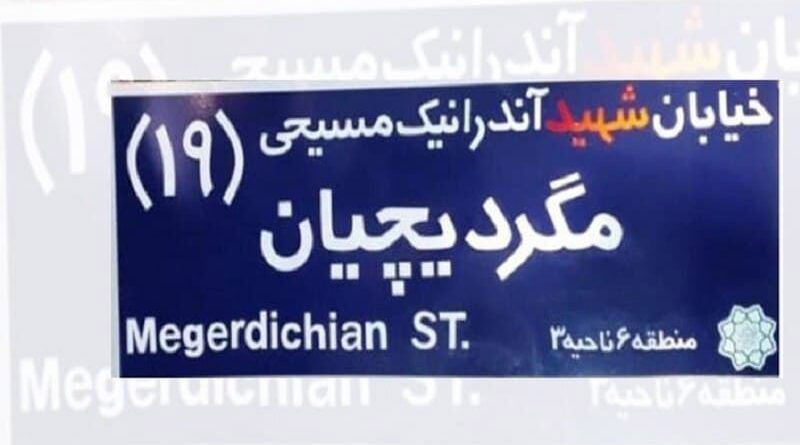 خیابان شهید آندرانیک مسیحی (۱۹)
مگردیچیان
Megerdichian ST.
منطقه ۶ ناحیه ۳